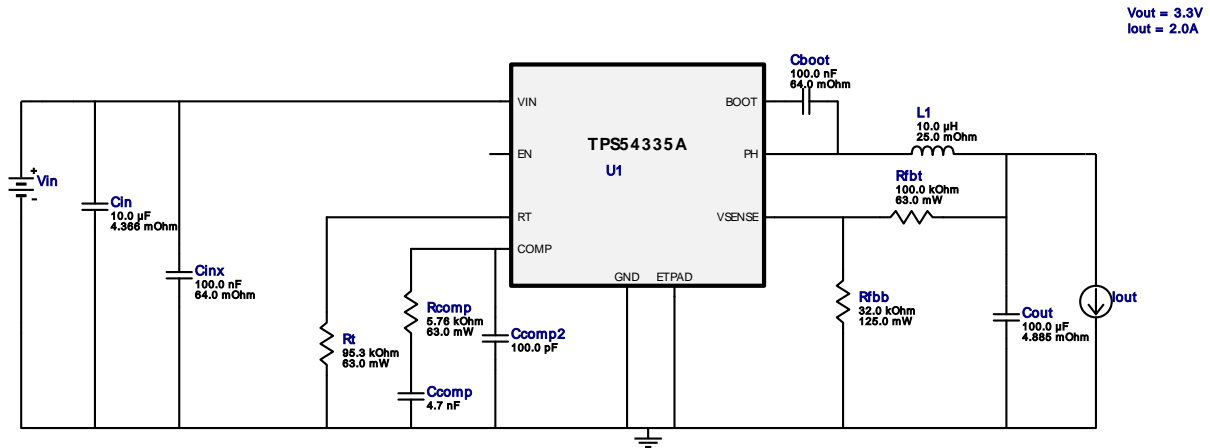 Vout = 3.3V
Iout = 2.0A
Cboot
100.0 nF
64.0 mOhm
VIN
BOOT
L1
10.0 µH
25.0 mOhm
TPS54335A
U1
EN
PH
+
Vin
-
Rfbt
100.0 kOhm
63.0 mW
Cin
10.0 µF
4.366 mOhm
RT
VSENSE
COMP
GND
ETPAD
Cinx
100.0 nF
64.0 mOhm
Rcomp
5.76 kOhm
63.0 mW
Rfbb
32.0 kOhm
125.0 mW
Iout
Cout
100.0 µF
4.885 mOhm
Rt
95.3 kOhm
63.0 mW
Ccomp2
100.0 pF
Ccomp
4.7 nF